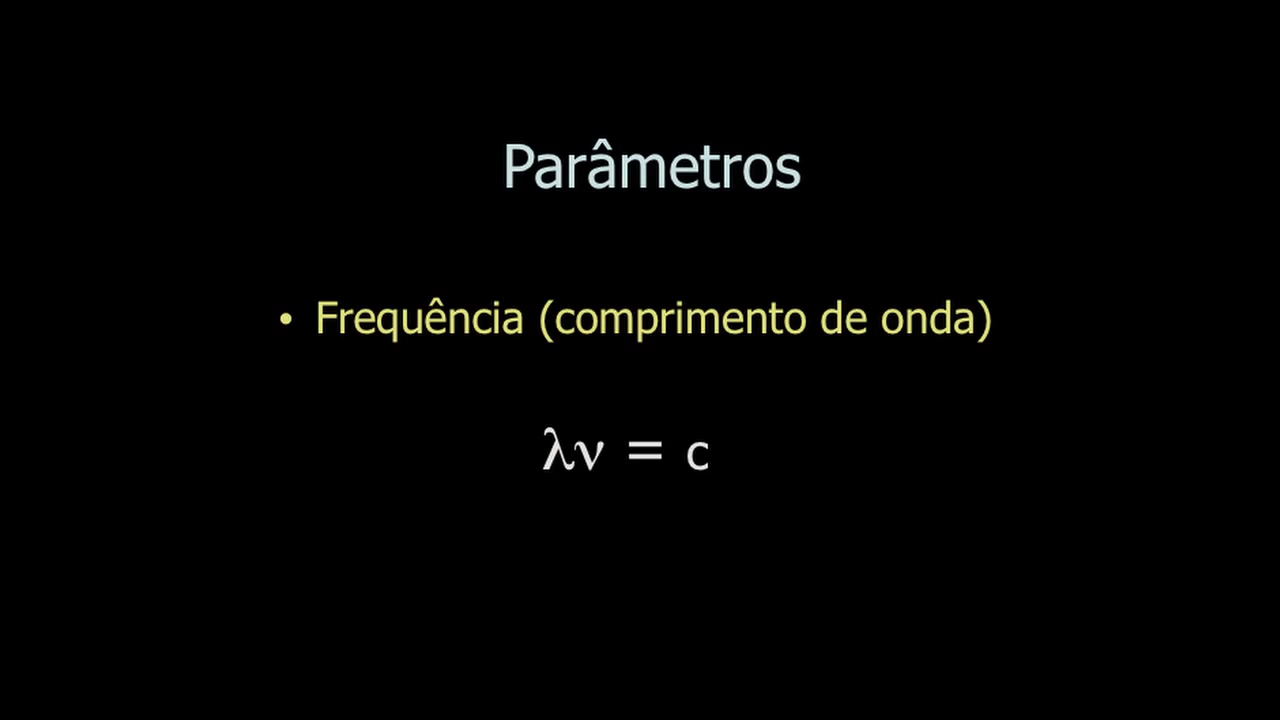 Parâmetros
• Frequência (comprimento de onda)
λν = c